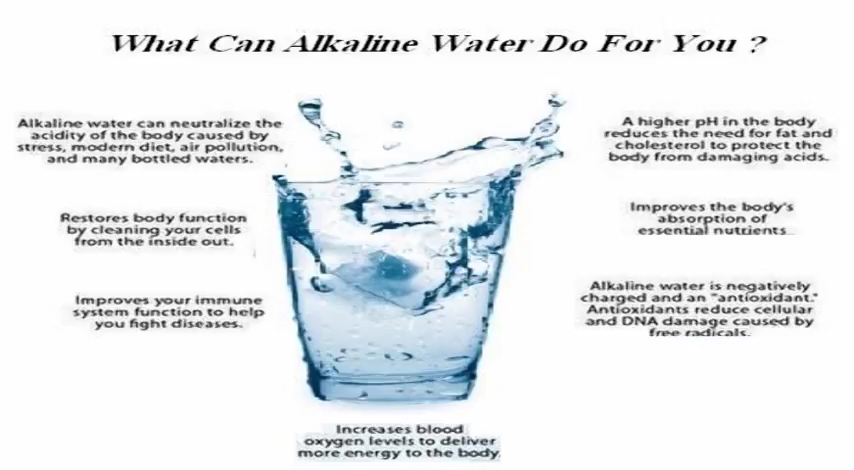 What Can Alkaline Water Do For You ?
Alkaline water can neutralize the
acidity of the body caused by
stress, modern diet, air pollution,
and many bottled waters.
Restores body function
by cleaning your cells
from the inside out.
Improves your immune
system function to help
you fight diseases.
A higher pH in the body
reduces the need for fat and
cholesterol to protect the
body from damaging acids.
Improves the body's
absorption of
essential nutrients
Alkaline water is negatively
charged and an "antioxidant."
Antioxidants reduce cellular
and DNA damage caused by
free radicals.
Increases blood
oxygen levels to deliver
more energy to the body.